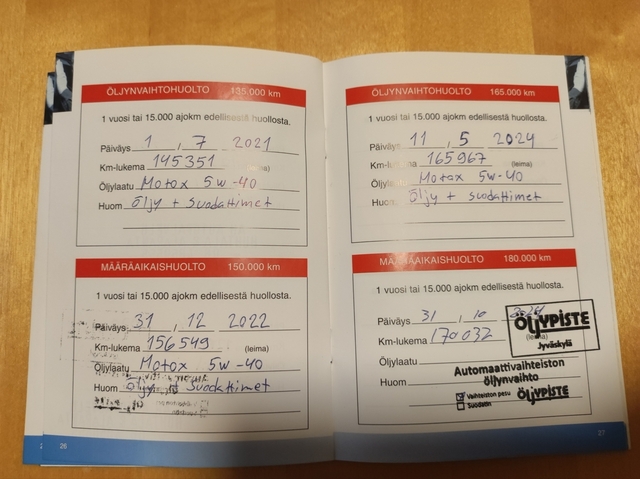 ÖLJYNVAIHTOHUOLTO 135.000 km
1 vuosi tai 15.000 ajokm edellisestä huollosta.
Päiväys 1 . 7 2021
Km-lukema 145351 (leima)
Öljylaatu Motox 5w-40
Huom öljy + suodattimet
MÄÄRÄAIKAISHUOLTO 150.000 km
1 vuosi tai 15.000 ajokm edellisestä huollosta.
Päiväys 31 . 12 2022
Km-lukema 156549 (leima)
Öljylaatu Motox 5w-40
Huom öljy + suodattimet
26
ÖLJYNVAIHTOHUOLTO 165.000 km
1 vuosi tai 15.000 ajokm edellisestä huollosta.
Päiväys 11 . 5 2024
Km-lukema 165967 (leima)
Öljylaatu Motox 5w-40
Huom öljy + suodattimet
MÄÄRÄAIKAISHUOLTO 180.000 km
1 vuosi tai 15.000 ajokm edellisestä huollosta.
Päiväys 31 . 10
ÖLJYPISTE
Km-lukema 170032 (leima)
Jyväskylä
Öljylaatu
Automaattivaihteiston
öljynvaihto
Huom
Vaihteiston pesu
Suodatin
ÖLJYPISTE
27